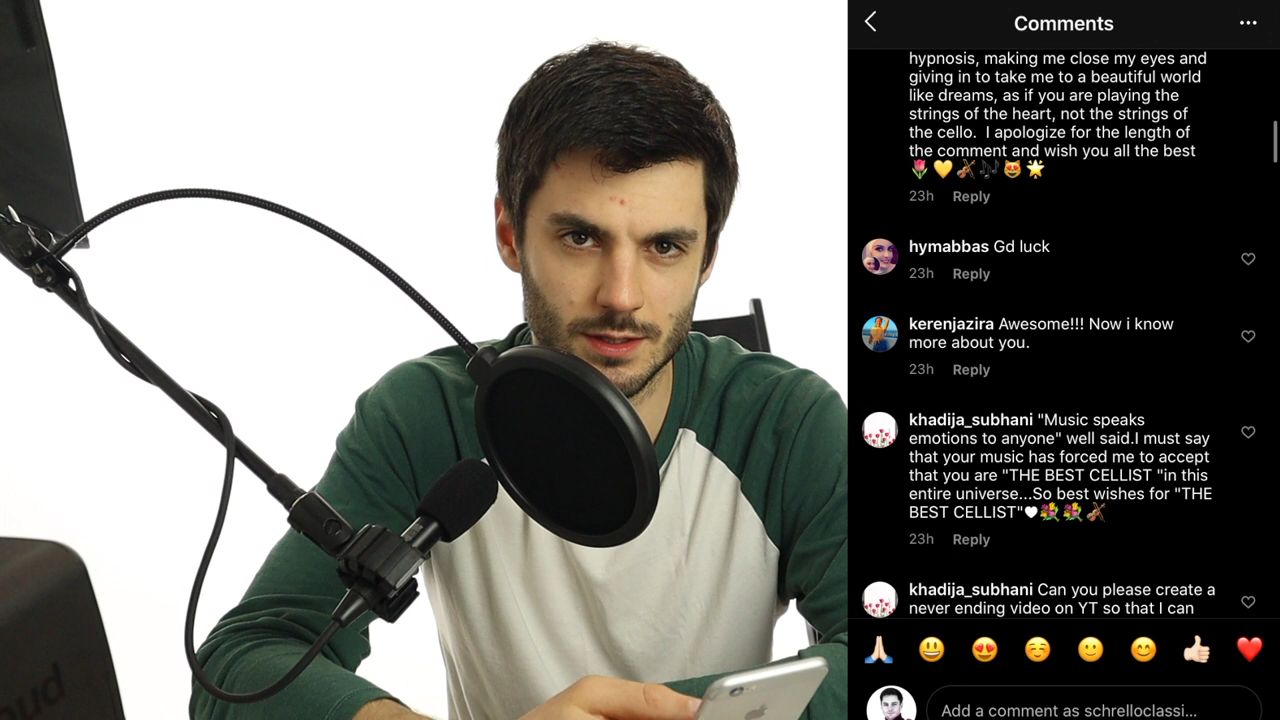 Comments
hypnosis, making me close my eyes and
giving in to take me to a beautiful world
like dreams, as if you are playing the
strings of the heart, not the strings of
the cello.  I apologize for the length of
the comment and wish you all the best
🌷💛🎻🎶😻🌟
23h Reply
hymabbas Gd luck
23h Reply
kerenjazira Awesome!!! Now i know
more about you.
23h Reply
khadija_subhani "Music speaks
emotions to anyone" well said.I must say
that your music has forced me to accept
that you are "THE BEST CELLIST "in this
entire universe...So best wishes for "THE
BEST CELLIST"🤍💐💐🎻
23h Reply
khadija_subhani Can you please create a
never ending video on YT so that I can
🙏🏻😃😍☺️🙂😊👍🏻❤️
Add a comment as schrelloclassi...
oud